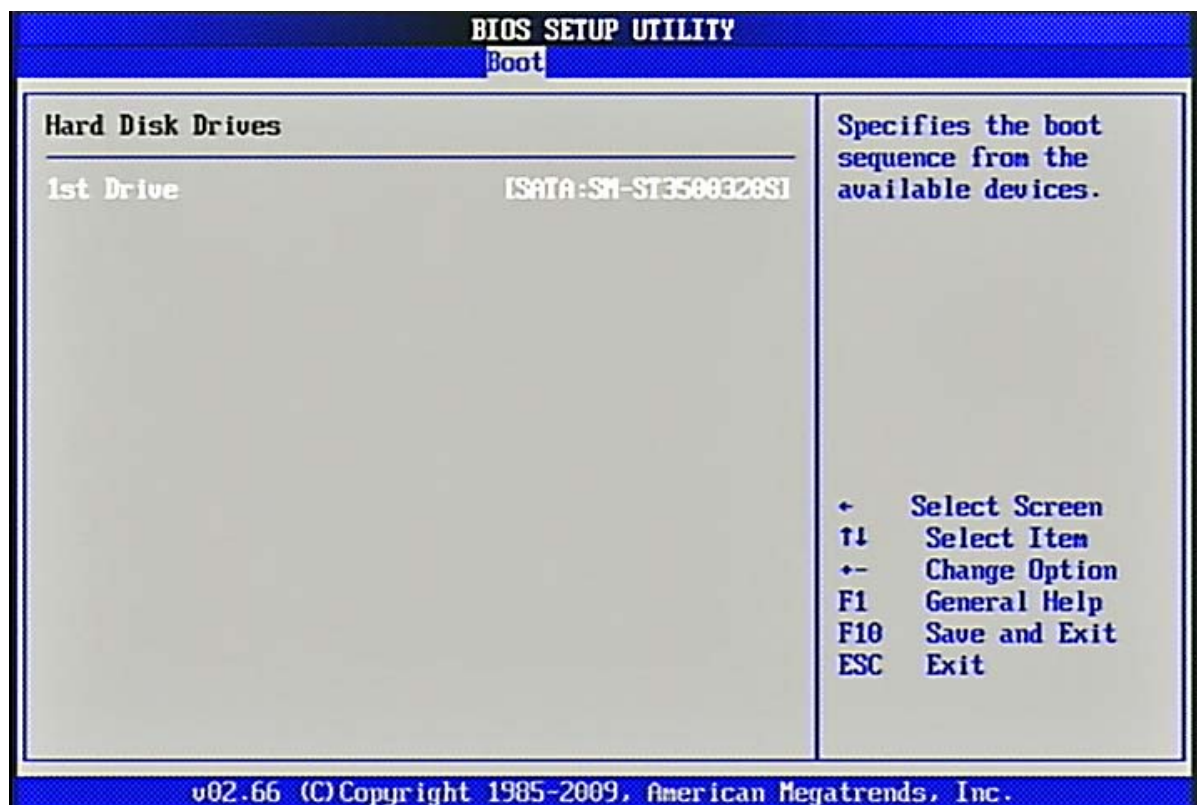 BIOS SETUP UTILITY
Boot
Hard Disk Drives
1st Drive [SATA:SM-ST3500320S]
Specifies the boot
sequence from the
available devices.
← Select Screen
↑↓ Select Item
+- Change Option
F1 General Help
F10 Save and Exit
ESC Exit
v02.66 (C)Copyright 1985-2009, American Megatrends, Inc.